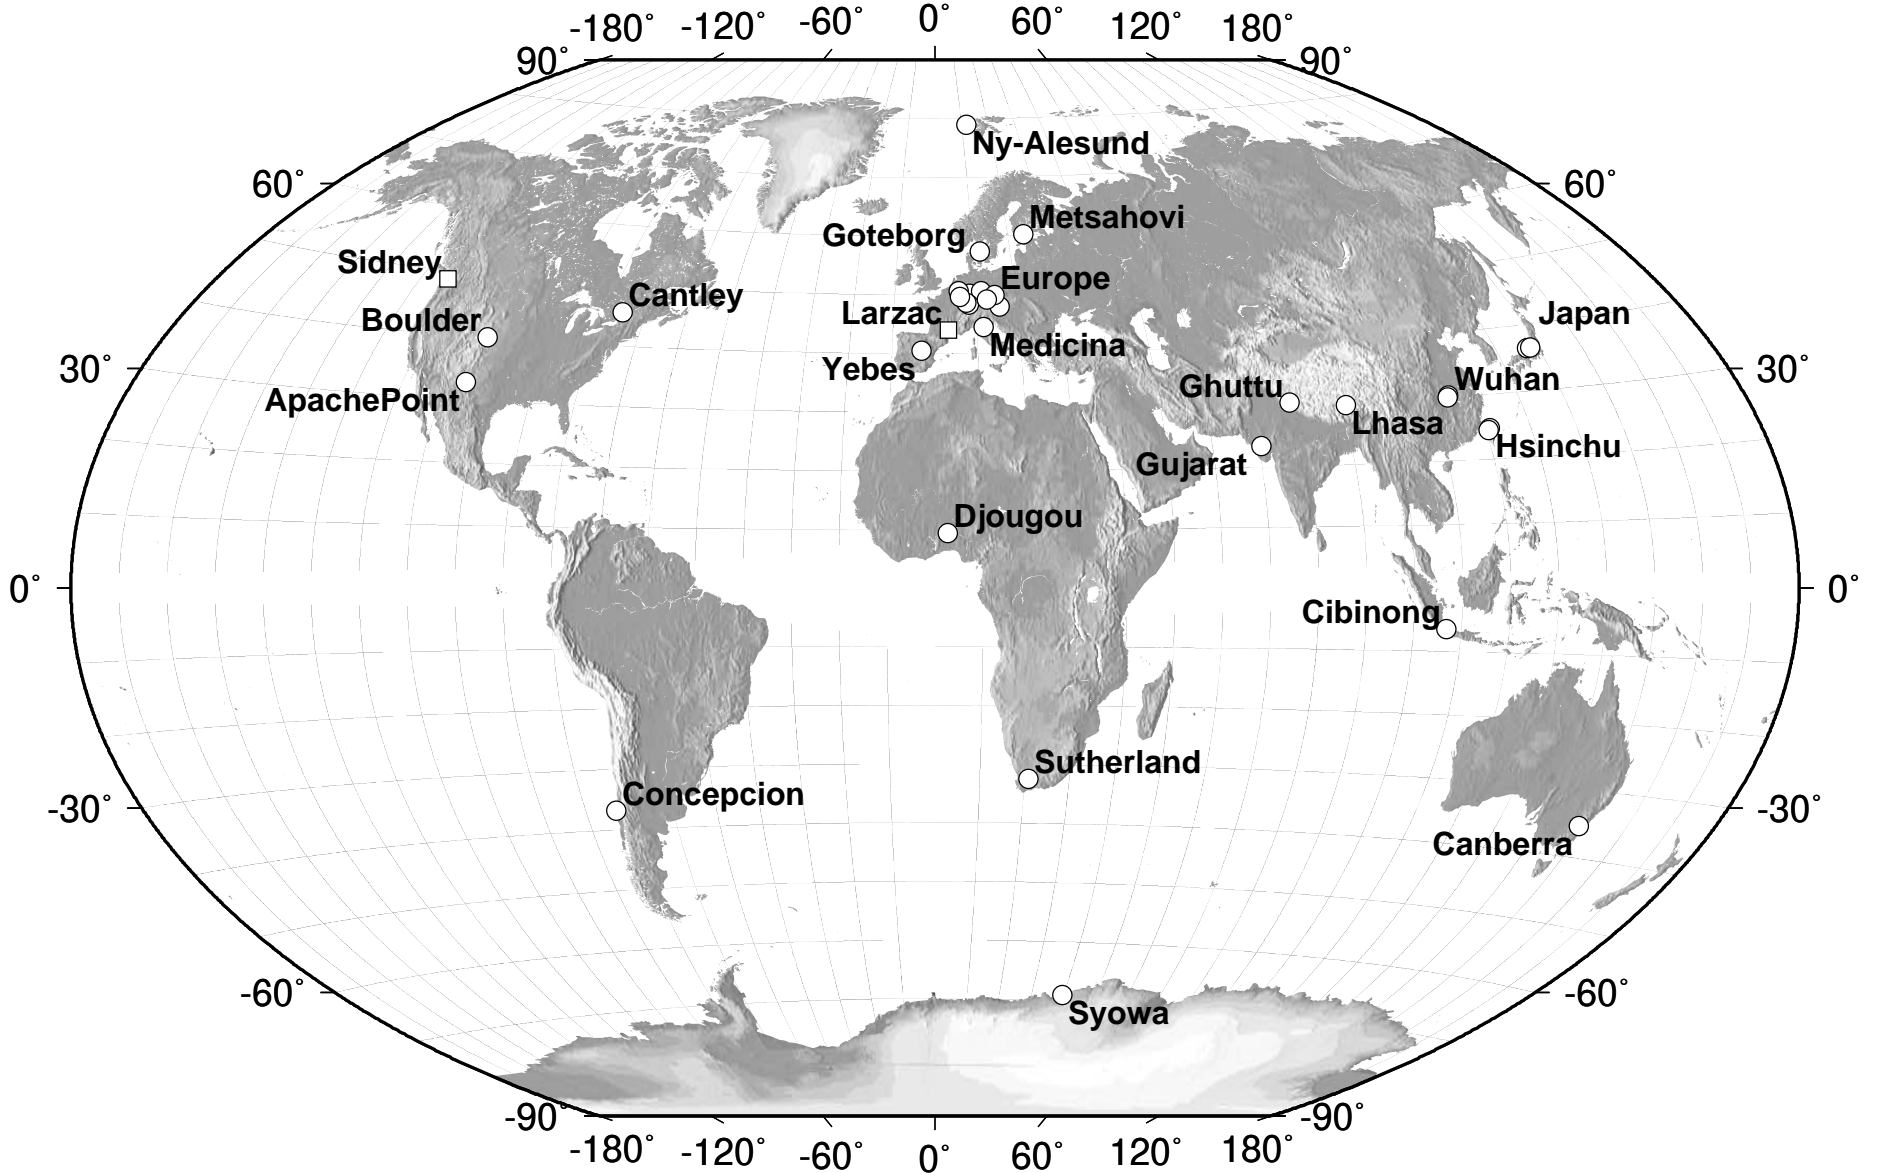 -180° -120° -60° 0° 60° 120° 180°
90° 90°
Ny-Alesund
60° 60°
Metsahovi
Goteborg
Sidney
Europe
Cantley
Larzac Japan
Boulder
Medicina
30° Yebes 30°
Wuhan
Ghuttu
ApachePoint
Lhasa
Hsinchu
Gujarat
Djougou
0° 0°
Cibinong
Sutherland
Concepcion
-30° -30°
Canberra
-60° -60°
Syowa
-90° -90°
-180° -120° -60° 0° 60° 120° 180°